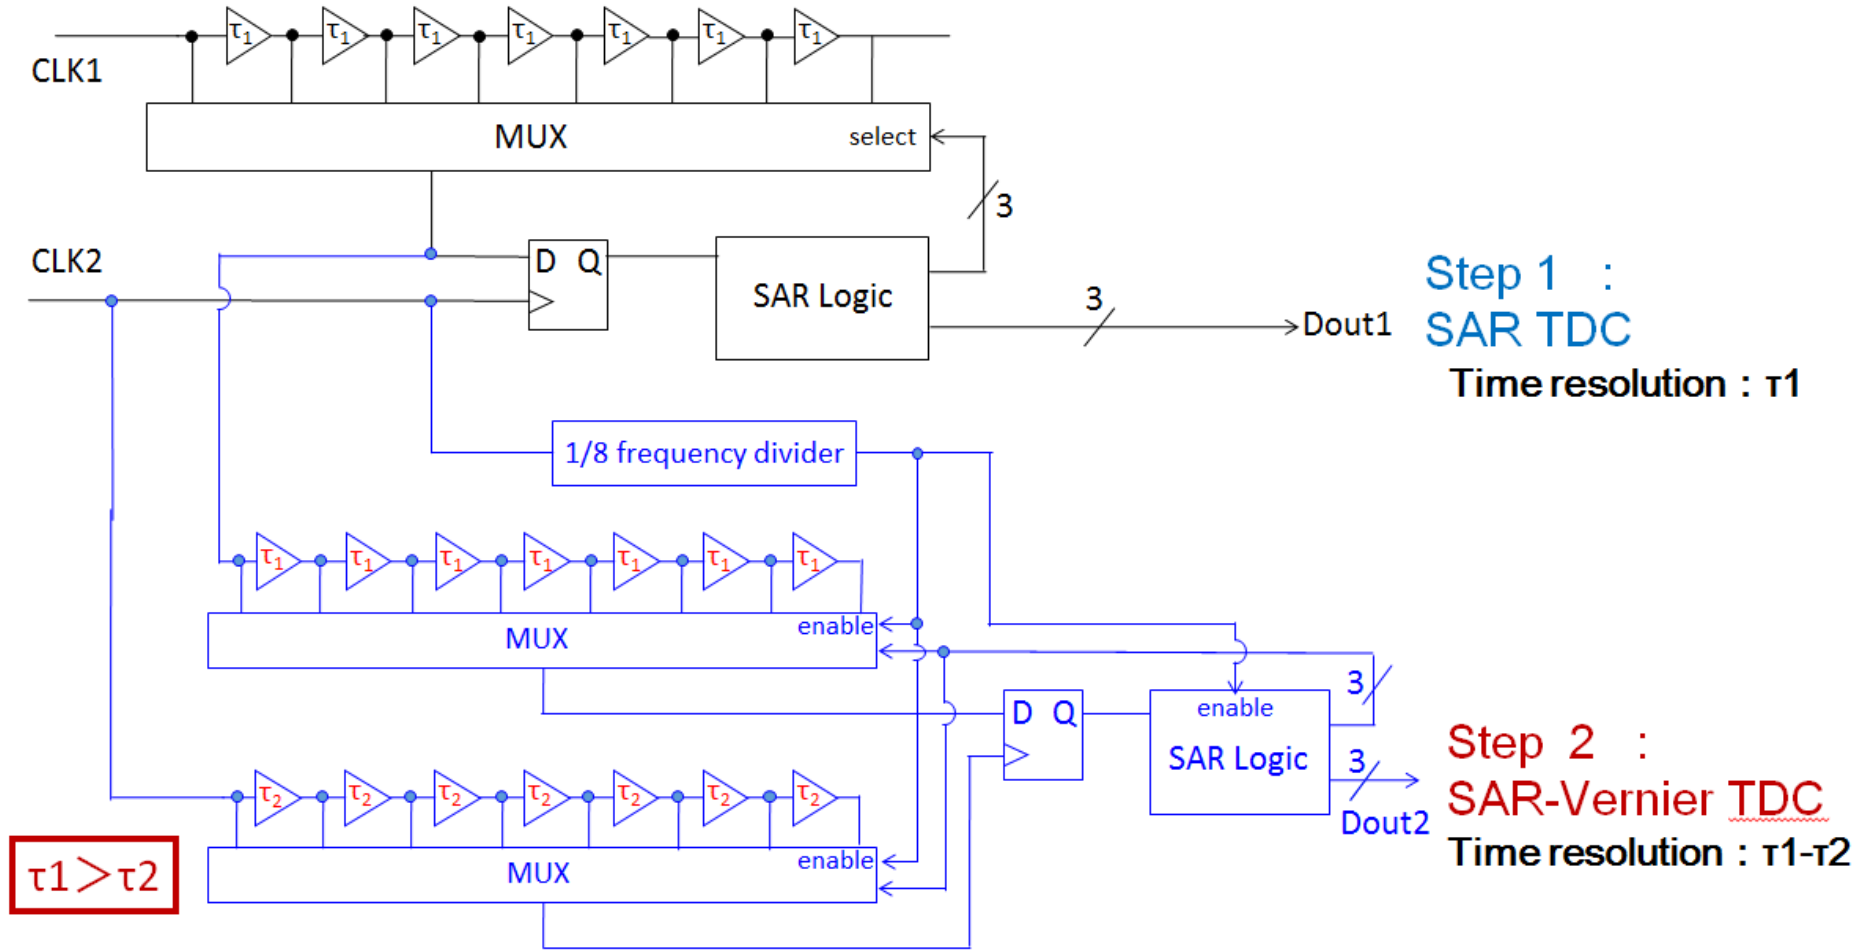 τ1 τ1 τ1 τ1 τ1 τ1 τ1
CLK1
MUX
select
3
CLK2
D Q
SAR Logic
3
Dout1
Step 1 :
SAR TDC
Time resolution : τ1
1/8 frequency divider
τ1 τ1 τ1 τ1 τ1 τ1 τ1
MUX
enable
3
D Q
enable
SAR Logic
3
Dout2
Step 2 :
SAR-Vernier TDC
Time resolution : τ1-τ2
τ2 τ2 τ2 τ2 τ2 τ2 τ2
MUX
enable
τ1>τ2